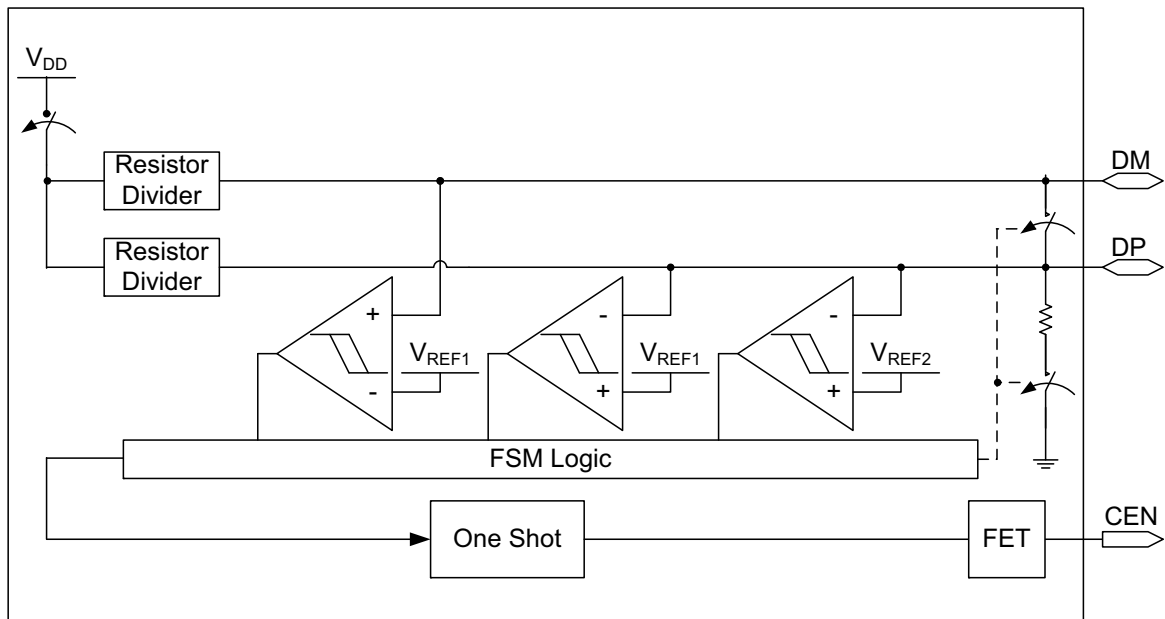 VDD
Resistor
Divider
DM
Resistor
Divider
DP
+
-
VREF1
-
+
VREF1
-
+
VREF2
FSM Logic
One Shot
FET
CEN